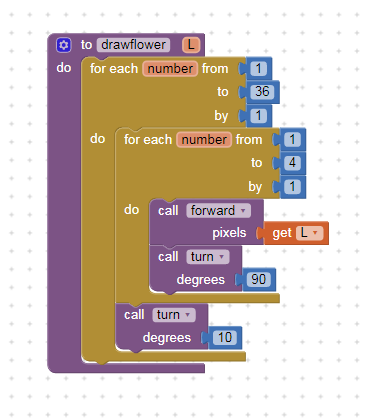 to drawflower L
do for each number from 1
to 36
by 1
do for each number from 1
to 4
by 1
do call forward
pixels get L
call turn
degrees 90
call turn
degrees 10